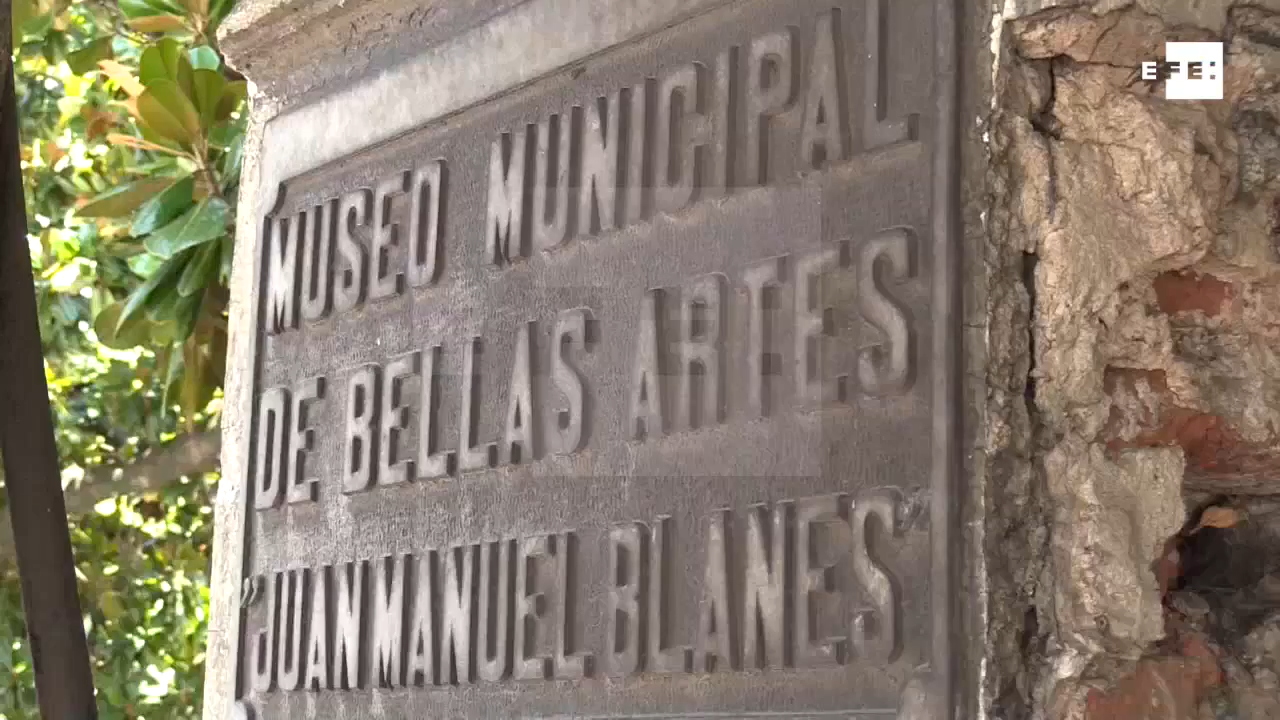 EFE:
MUSEO MUNICIPAL
DE BELLAS ARTES
"JUAN MANUEL BLANES"